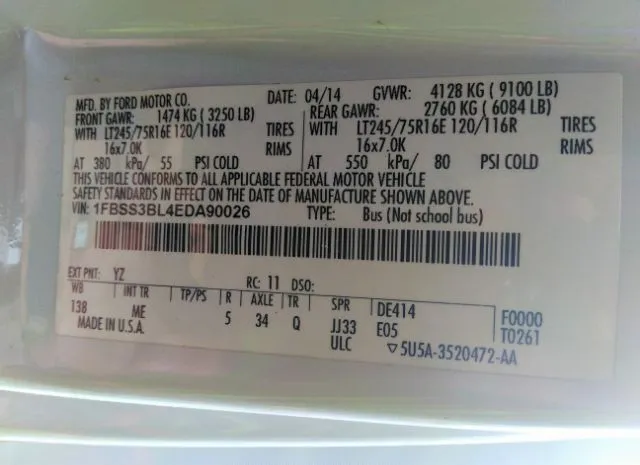 MFD. BY FORD MOTOR CO. DATE: 04/14 GVWR: 4128 KG ( 9100 LB)
FRONT GAWR: 1474 KG ( 3250 LB) REAR GAWR: 2760 KG ( 6084 LB)
WITH LT245/75R16E 120/116R TIRES WITH LT245/75R16E 120/116R TIRES
16x7.0K RIMS 16x7.0K RIMS
AT 380 kPa/ 55 PSI COLD AT 550 kPa/ 80 PSI COLD
THIS VEHICLE CONFORMS TO ALL APPLICABLE FEDERAL MOTOR VEHICLE
SAFETY STANDARDS IN EFFECT ON THE DATE OF MANUFACTURE SHOWN ABOVE.
VIN: 1FBSS3BL4EDA90026 TYPE: Bus (Not school bus)
EXT PNT: YZ RC: 11 DSO:
WB INT TR TP/PS R AXLE TR SPR DE414 F0000
138 ME 5 34 Q JJ33 E05 T0261
MADE IN U.S.A. ULC ▽5U5A-3520472-AA